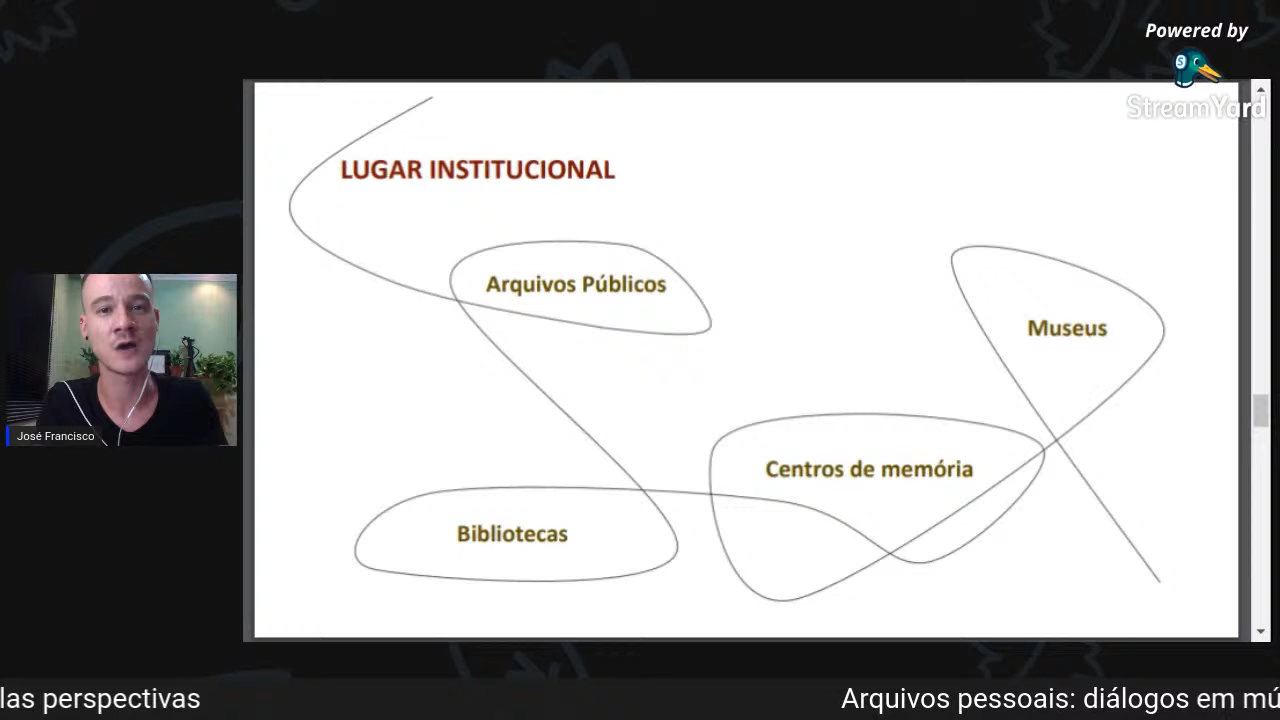 Powered by
StreamYard
LUGAR INSTITUCIONAL
Arquivos Públicos
Museus
Centros de memória
Bibliotecas
José Francisco
las perspectivas
Arquivos pessoais: diálogos em mú